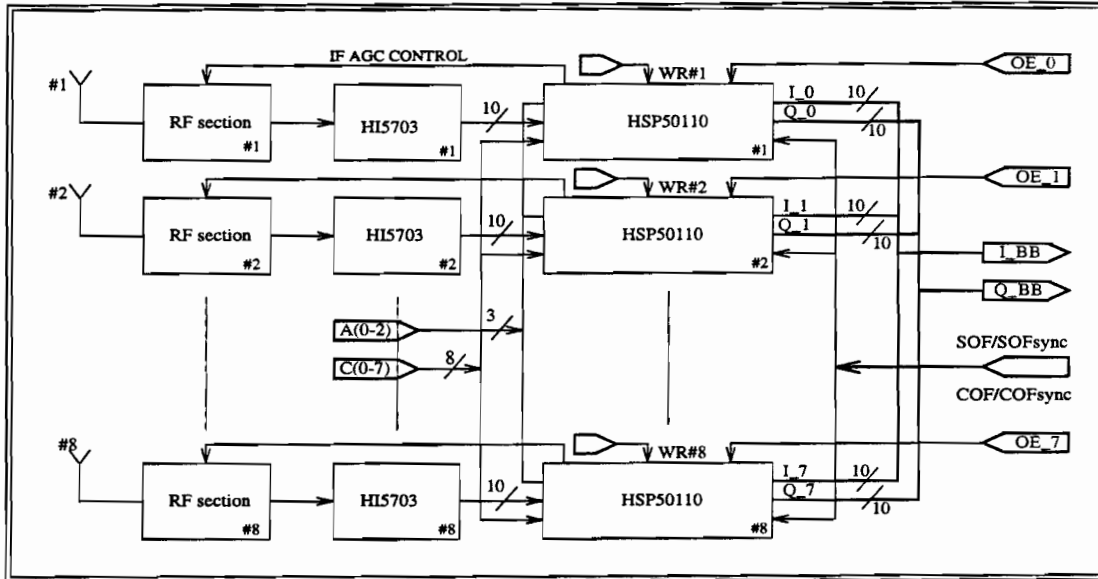 IF AGC CONTROL
WR#1
OE_0
#1
RF section
#1
HI5703
#1
10
HSP50110
#1
I_0
10
Q_0
10
WR#2
OE_1
#2
RF section
#2
HI5703
#2
10
HSP50110
#2
I_1
10
Q_1
10
I_BB
Q_BB
A(0-2)
3
C(0-7)
8
SOF/SOFsync
COF/COFsync
WR#8
OE_7
#8
RF section
#8
HI5703
#8
10
HSP50110
#8
I_7
10
Q_7
10